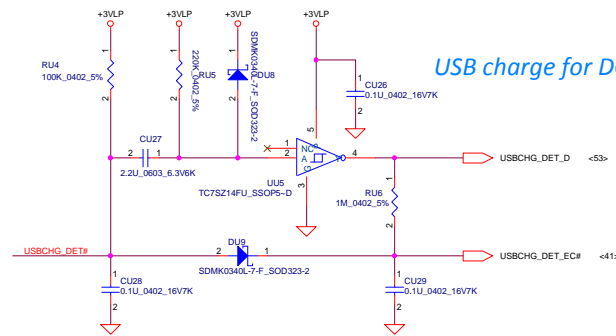 +3VLP
+3VLP
+3VLP
+3VLP
USB charge for D
1
RU4
100K_0402_5%
2
1
220K_0402_5%
RU5
2
1
SDMK0340L-7-F_SOD323-2
DU8
2
1
CU26
0.1U_0402_16V7K
2
2
CU27
1
2.2U_0603_6.3V6K
1
2
5
NC
A
P
G
4
3
UU5
TC7SZ14FU_SSOP5~D
USBCHG_DET_D
<53>
1
RU6
1M_0402_5%
2
USBCHG_DET#
2
DU9
1
SDMK0340L-7-F_SOD323-2
USBCHG_DET_EC#
<41>
1
CU28
0.1U_0402_16V7K
2
1
CU29
0.1U_0402_16V7K
2